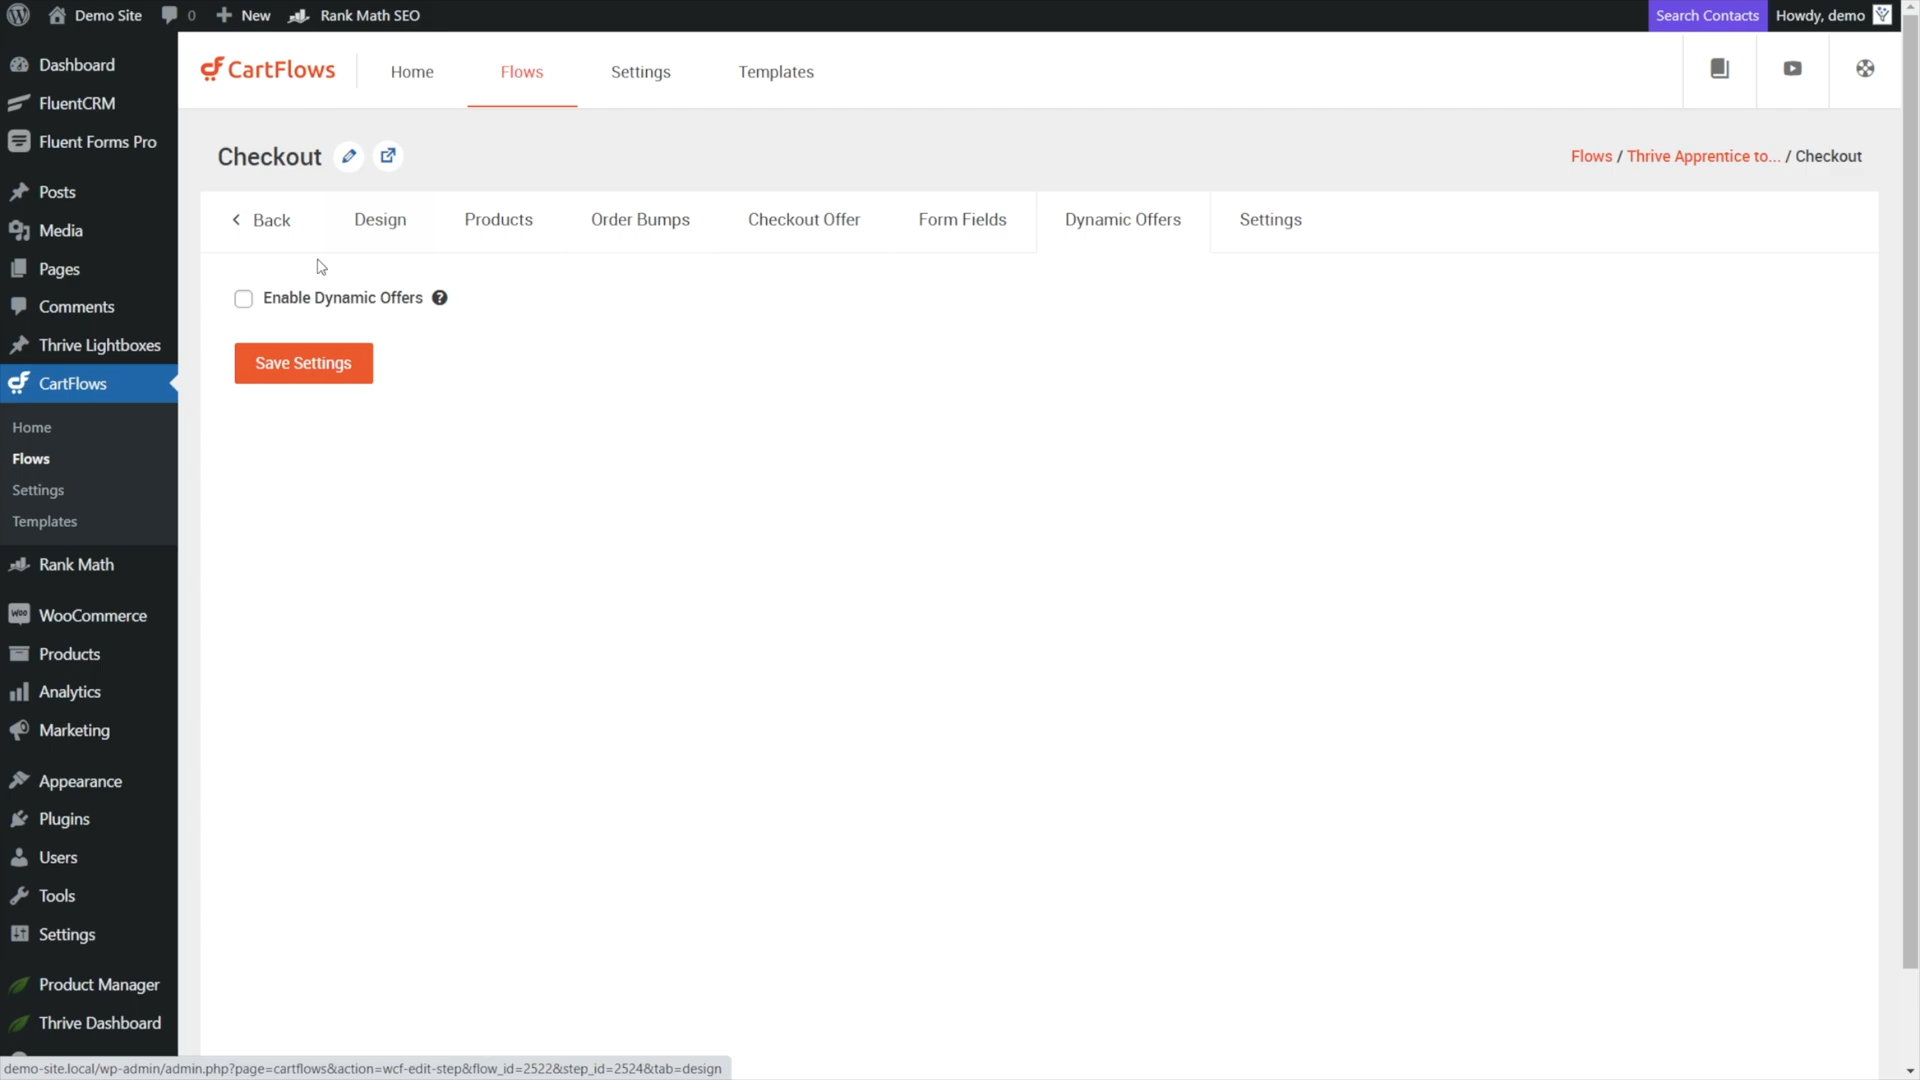 Demo Site
0
New
Rank Math SEO
Search Contacts
Howdy, demo
Dashboard
FluentCRM
Fluent Forms Pro
Posts
Media
Pages
Comments
Thrive Lightboxes
CartFlows
Home
Flows
Settings
Templates
Rank Math
WooCommerce
Products
Analytics
Marketing
Appearance
Plugins
Users
Tools
Settings
Product Manager
Thrive Dashboard
CartFlows
Home
Flows
Settings
Templates
Checkout
Flows / Thrive Apprentice to... / Checkout
Back
Design
Products
Order Bumps
Checkout Offer
Form Fields
Dynamic Offers
Settings
Enable Dynamic Offers ?
Save Settings
demo-site.local/wp-admin/admin.php?page=cartflows&action=wcf-edit-step&flow_id=2522&step_id=2524&tab=design